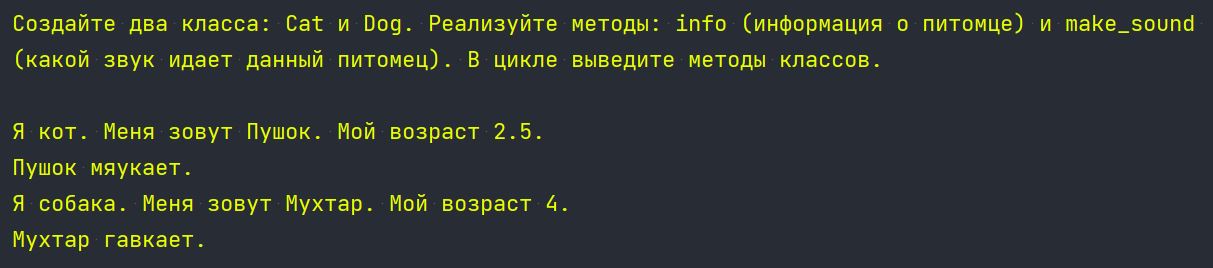 Создайте два класса: Cat и Dog. Реализуйте методы: info (информация о питомце) и make_sound
(какой звук идает данный питомец). В цикле выведите методы классов.
Я кот. Меня зовут Пушок. Мой возраст 2.5.
Пушок мяукает.
Я собака. Меня зовут Мухтар. Мой возраст 4.
Мухтар гавкает.